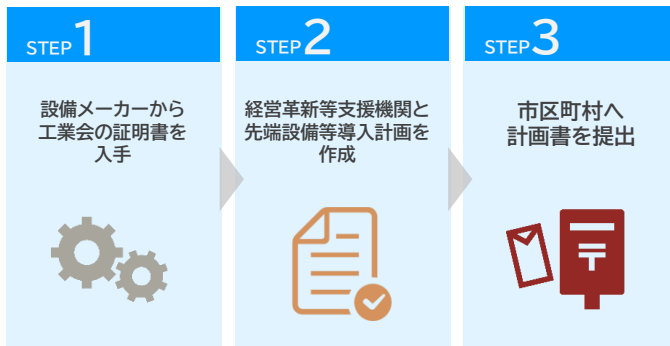 STEP1
設備メーカーから
工業会の証明書を
入手
STEP2
経営革新等支援機関と
先端設備等導入計画を
作成
STEP3
市区町村へ
計画書を提出
〒